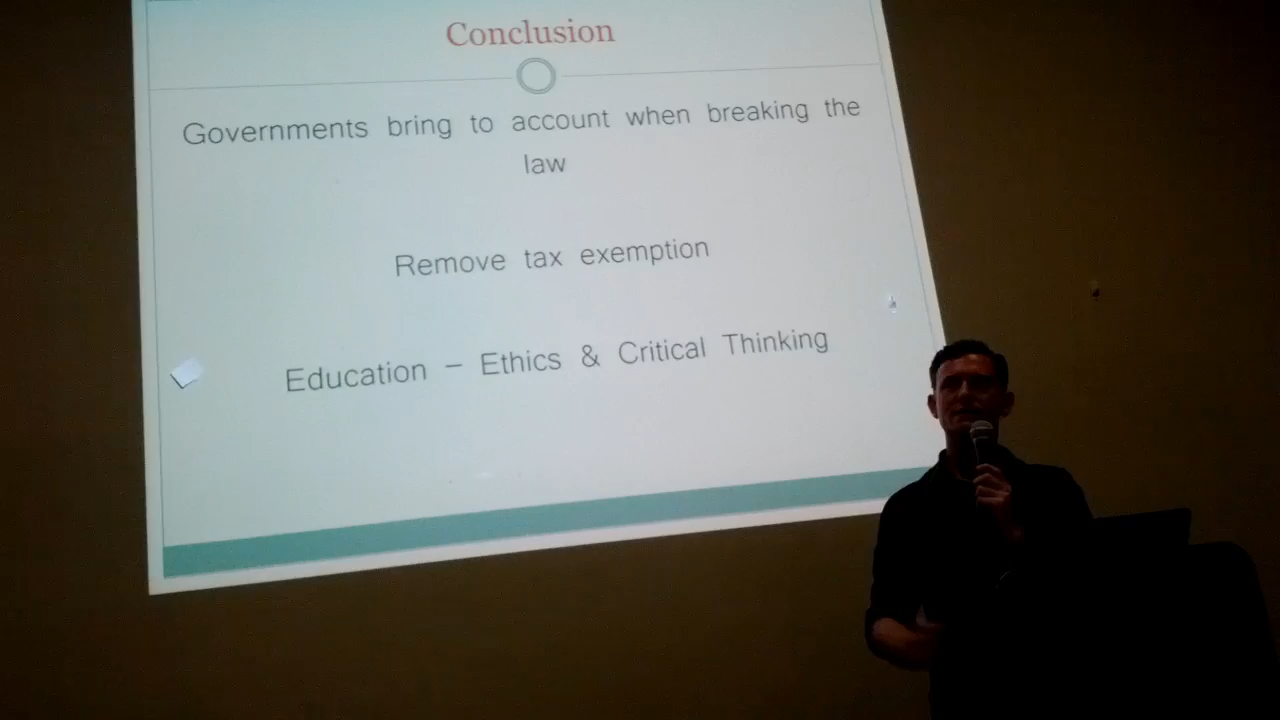 Conclusion
Governments bring to account when breaking the
law
Remove tax exemption
Education – Ethics & Critical Thinking